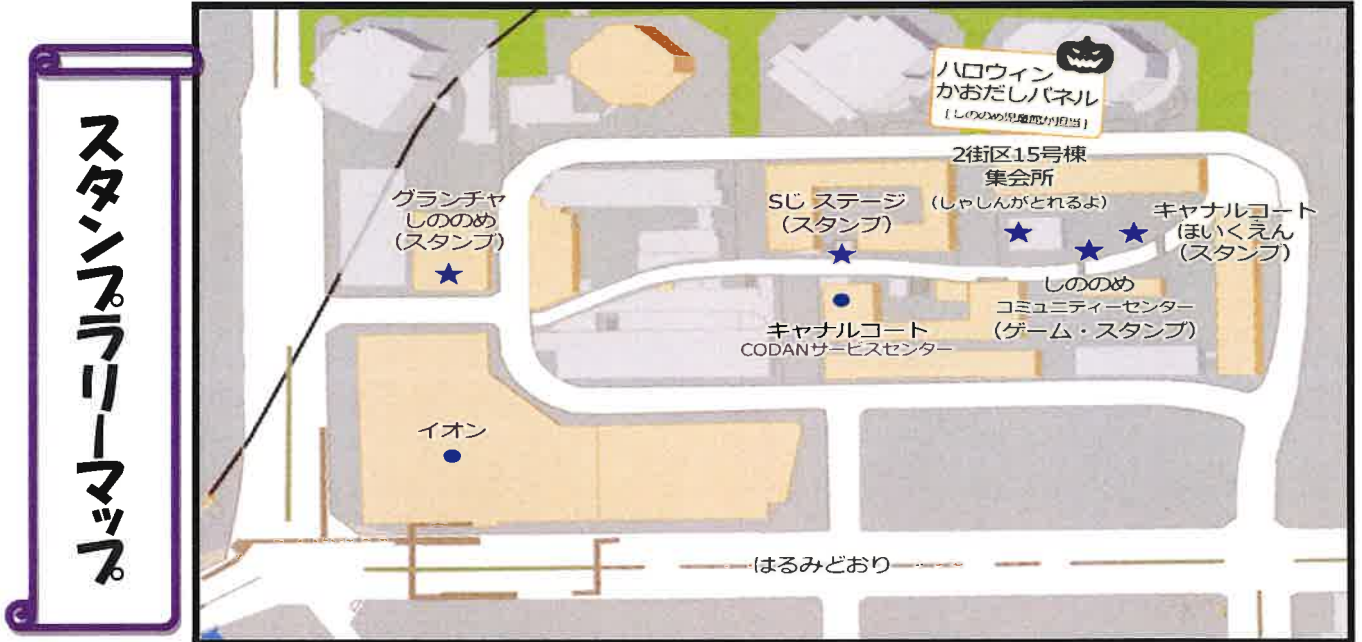 スタンプラリーマップ
ハロウィン
かおだしパネル
[しののめ児童館が担当]
2街区15号棟
集会所
(しゃしんがとれるよ)
グランチャ
しののめ
(スタンプ)
Sじ ステージ
(スタンプ)
キャナルコート
ほいくえん
(スタンプ)
しののめ
コミュニティーセンター
(ゲーム・スタンプ)
キャナルコート
CODANサービスセンター
イオン
はるみどおり